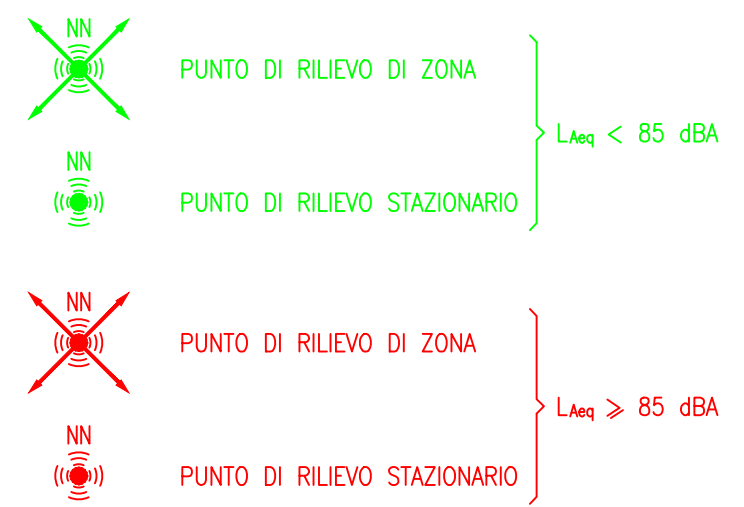 NN
PUNTO DI RILIEVO DI ZONA
LAeq < 85 dBA
NN
PUNTO DI RILIEVO STAZIONARIO
NN
PUNTO DI RILIEVO DI ZONA
LAeq ⩾ 85 dBA
NN
PUNTO DI RILIEVO STAZIONARIO